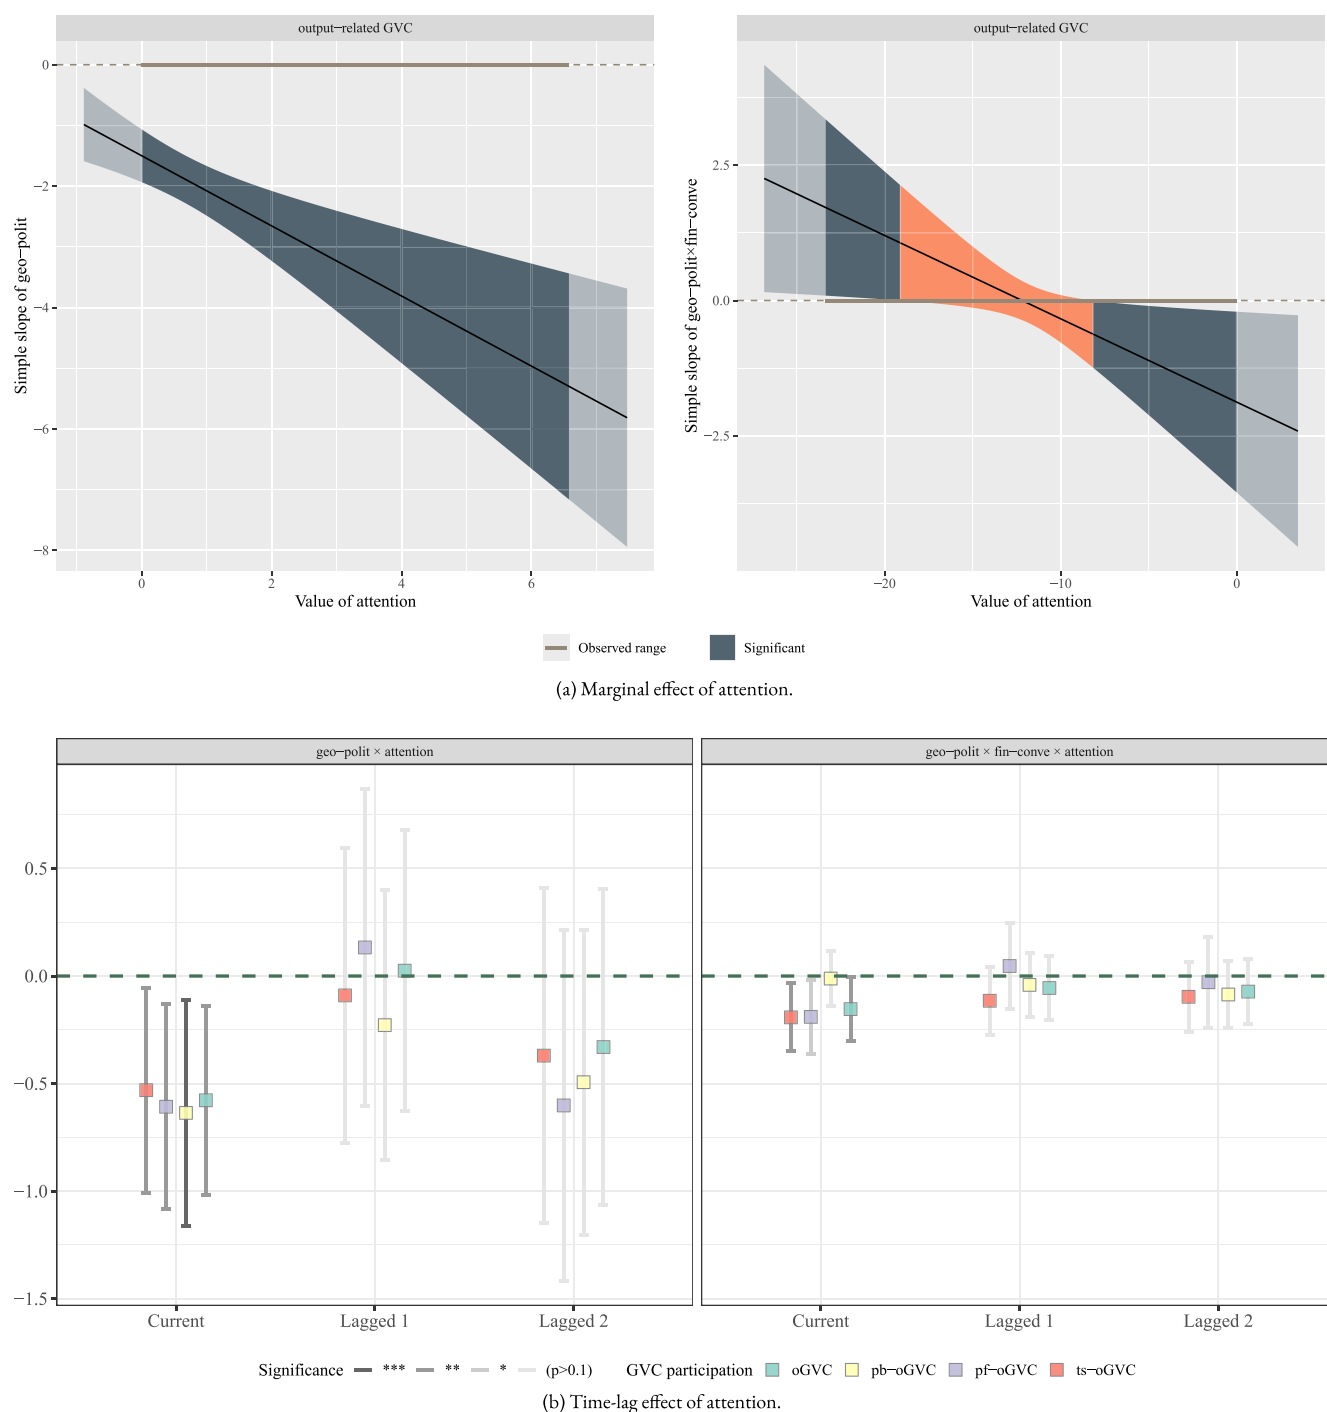 output−related GVC
output−related GVC
Simple slope of geo−polit
0
−2
−4
−6
−8
0
2
4
6
Value of attention
Simple slope of geo−polit×fin−conve
2.5
0.0
−2.5
−20
−10
0
Value of attention
Observed range
Significant
(a) Marginal effect of attention.
geo−polit × attention
geo−polit × fin−conve × attention
0.5
0.0
−0.5
−1.0
−1.5
Current
Lagged 1
Lagged 2
Current
Lagged 1
Lagged 2
Significance *** ** * (p>0.1) GVC participation oGVC pb−oGVC pf−oGVC ts−oGVC
(b) Time-lag effect of attention.